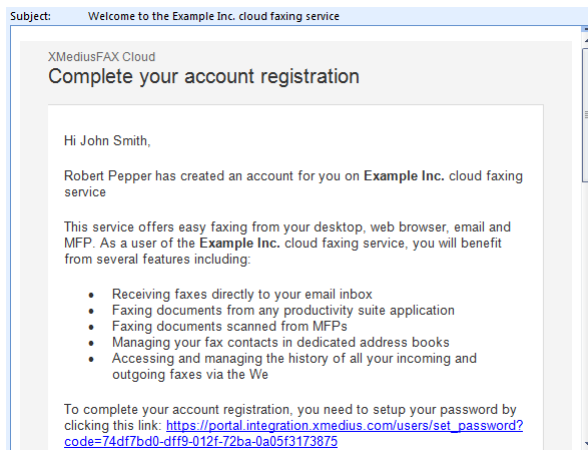 Subject: Welcome to the Example Inc. cloud faxing service
XMediusFAX Cloud
Complete your account registration
Hi John Smith,
Robert Pepper has created an account for you on Example Inc. cloud faxing
service
This service offers easy faxing from your desktop, web browser, email and
MFP. As a user of the Example Inc. cloud faxing service, you will benefit
from several features including:
• Receiving faxes directly to your email inbox
• Faxing documents from any productivity suite application
• Faxing documents scanned from MFPs
• Managing your fax contacts in dedicated address books
• Accessing and managing the history of all your incoming and
outgoing faxes via the We
To complete your account registration, you need to setup your password by
clicking this link: https://portal.integration.xmedius.com/users/set_password?
code=74df7bd0-dff9-012f-72ba-0a05f3173875